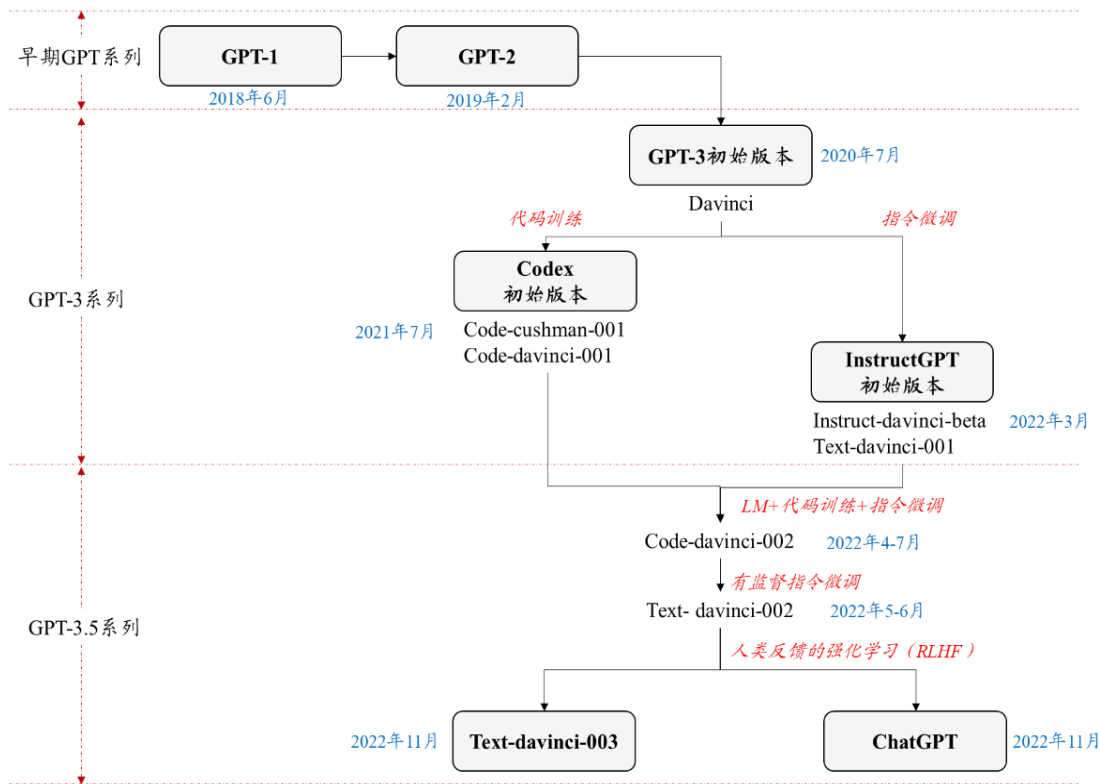 早期GPT系列
GPT-1
GPT-2
2018年6月
2019年2月
GPT-3初始版本
2020年7月
Davinci
代码训练
指令微调
GPT-3系列
Codex
初始版本
2021年7月
Code-cushman-001
Code-davinci-001
InstructGPT
初始版本
Instruct-davinci-beta
2022年3月
Text-davinci-001
LM+代码训练+指令微调
Code-davinci-002
2022年4-7月
有监督指令微调
Text- davinci-002
2022年5-6月
GPT-3.5系列
人类反馈的强化学习（RLHF）
2022年11月
Text-davinci-003
ChatGPT
2022年11月